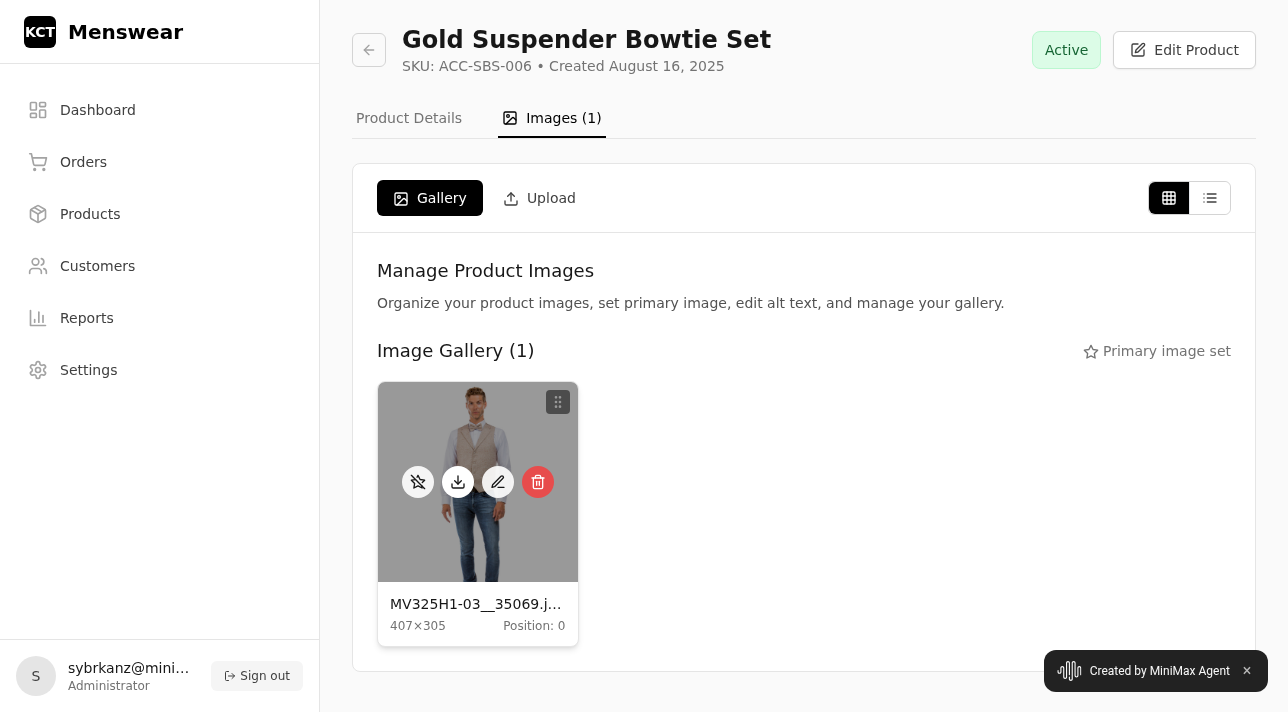 KCT Menswear
Dashboard
Orders
Products
Customers
Reports
Settings
S
sybrkanz@mini...
Administrator
Sign out
Gold Suspender Bowtie Set
SKU: ACC-SBS-006 • Created August 16, 2025
Active
Edit Product
Product Details
Images (1)
Gallery
Upload
Manage Product Images
Organize your product images, set primary image, edit alt text, and manage your gallery.
Image Gallery (1)
Primary image set
MV325H1-03__35069.j...
407×305
Position: 0
Created by MiniMax Agent